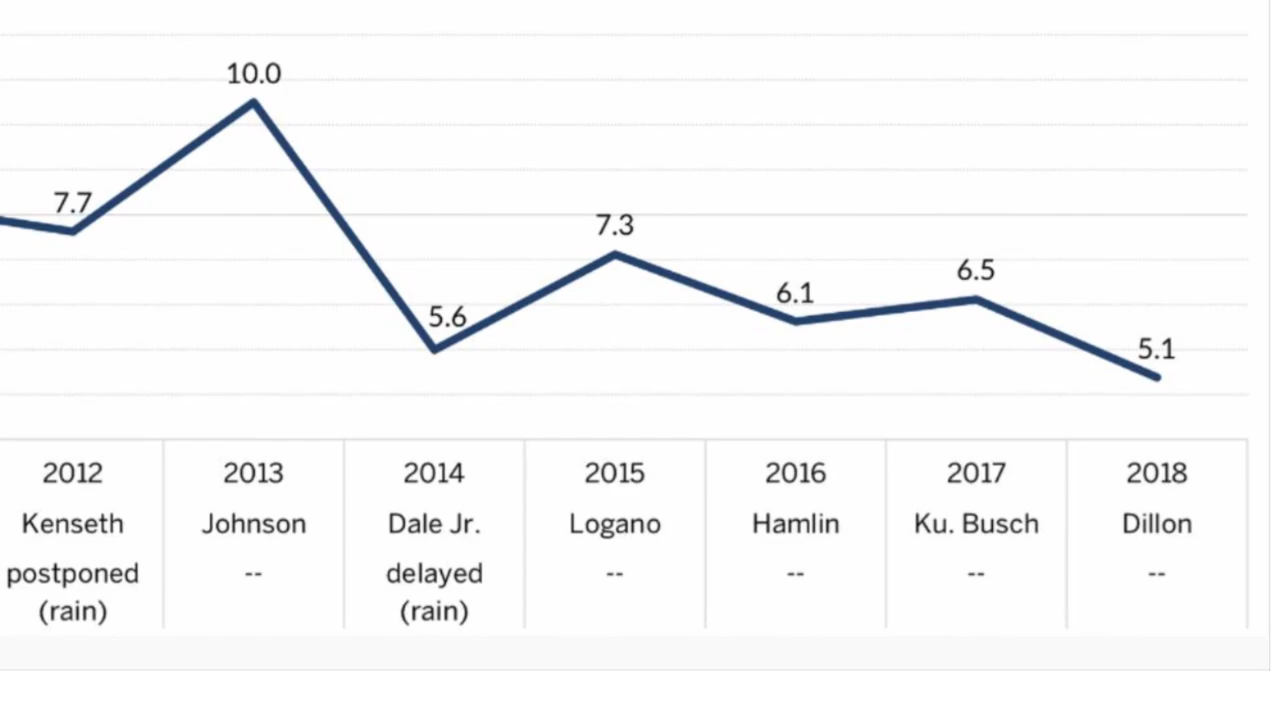 10.0
7.7
7.3
6.5
6.1
5.6
5.1
2012 2013 2014 2015 2016 2017 2018
Kenseth Johnson Dale Jr. Logano Hamlin Ku. Busch Dillon
postponed -- delayed -- -- -- --
(rain) (rain)